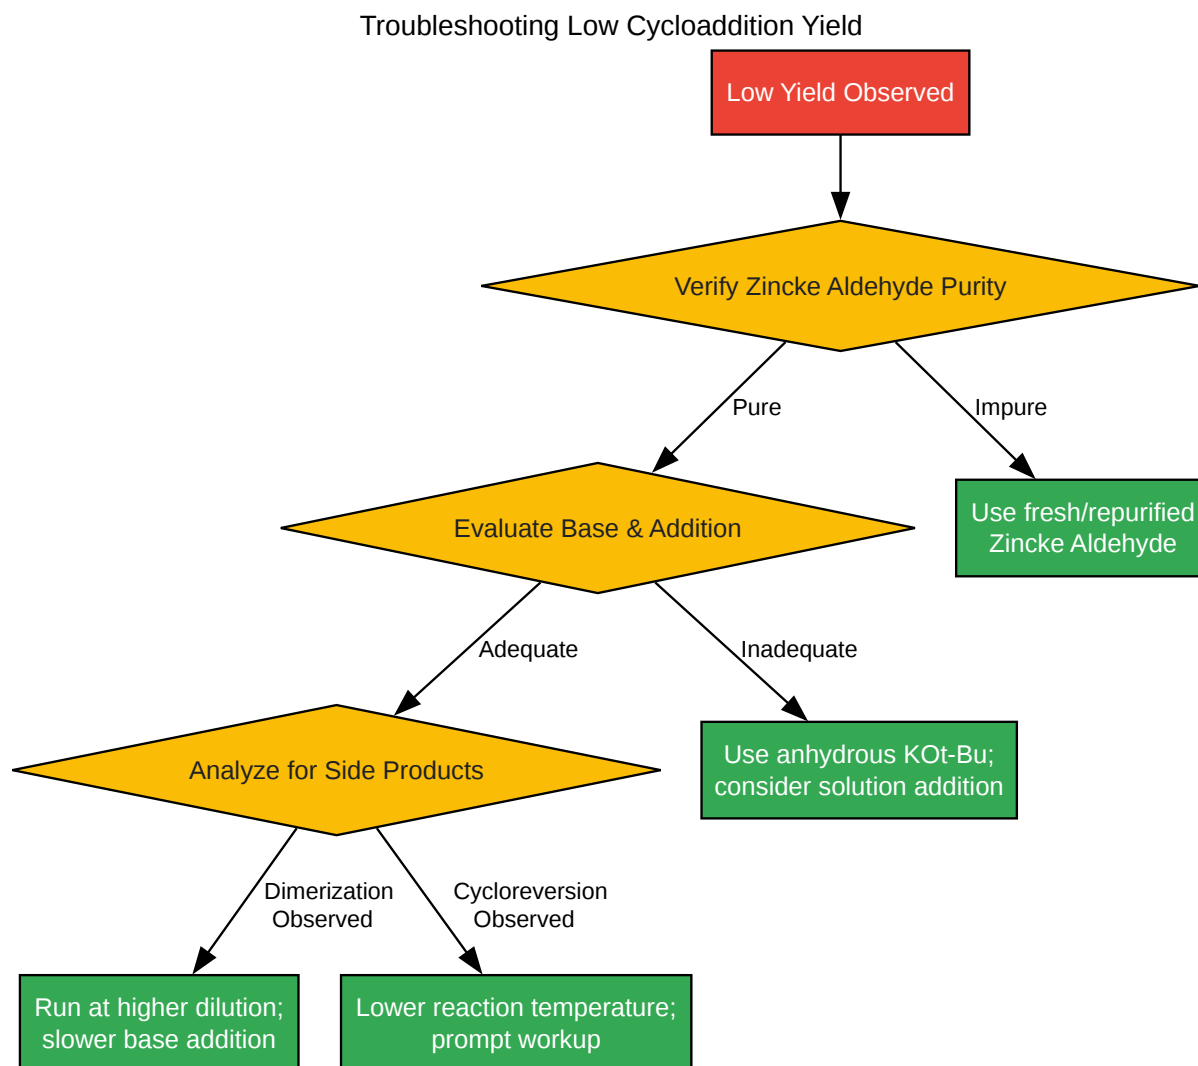 Troubleshooting Low Cycloaddition Yield
Low Yield Observed
Verify Zincke Aldehyde Purity
Pure
Impure
Use fresh/repurified
Zincke Aldehyde
Evaluate Base & Addition
Adequate
Inadequate
Use anhydrous KOt-Bu;
consider solution addition
Analyze for Side Products
Dimerization
Observed
Cycloreversion
Observed
Run at higher dilution;
slower base addition
Lower reaction temperature;
prompt workup